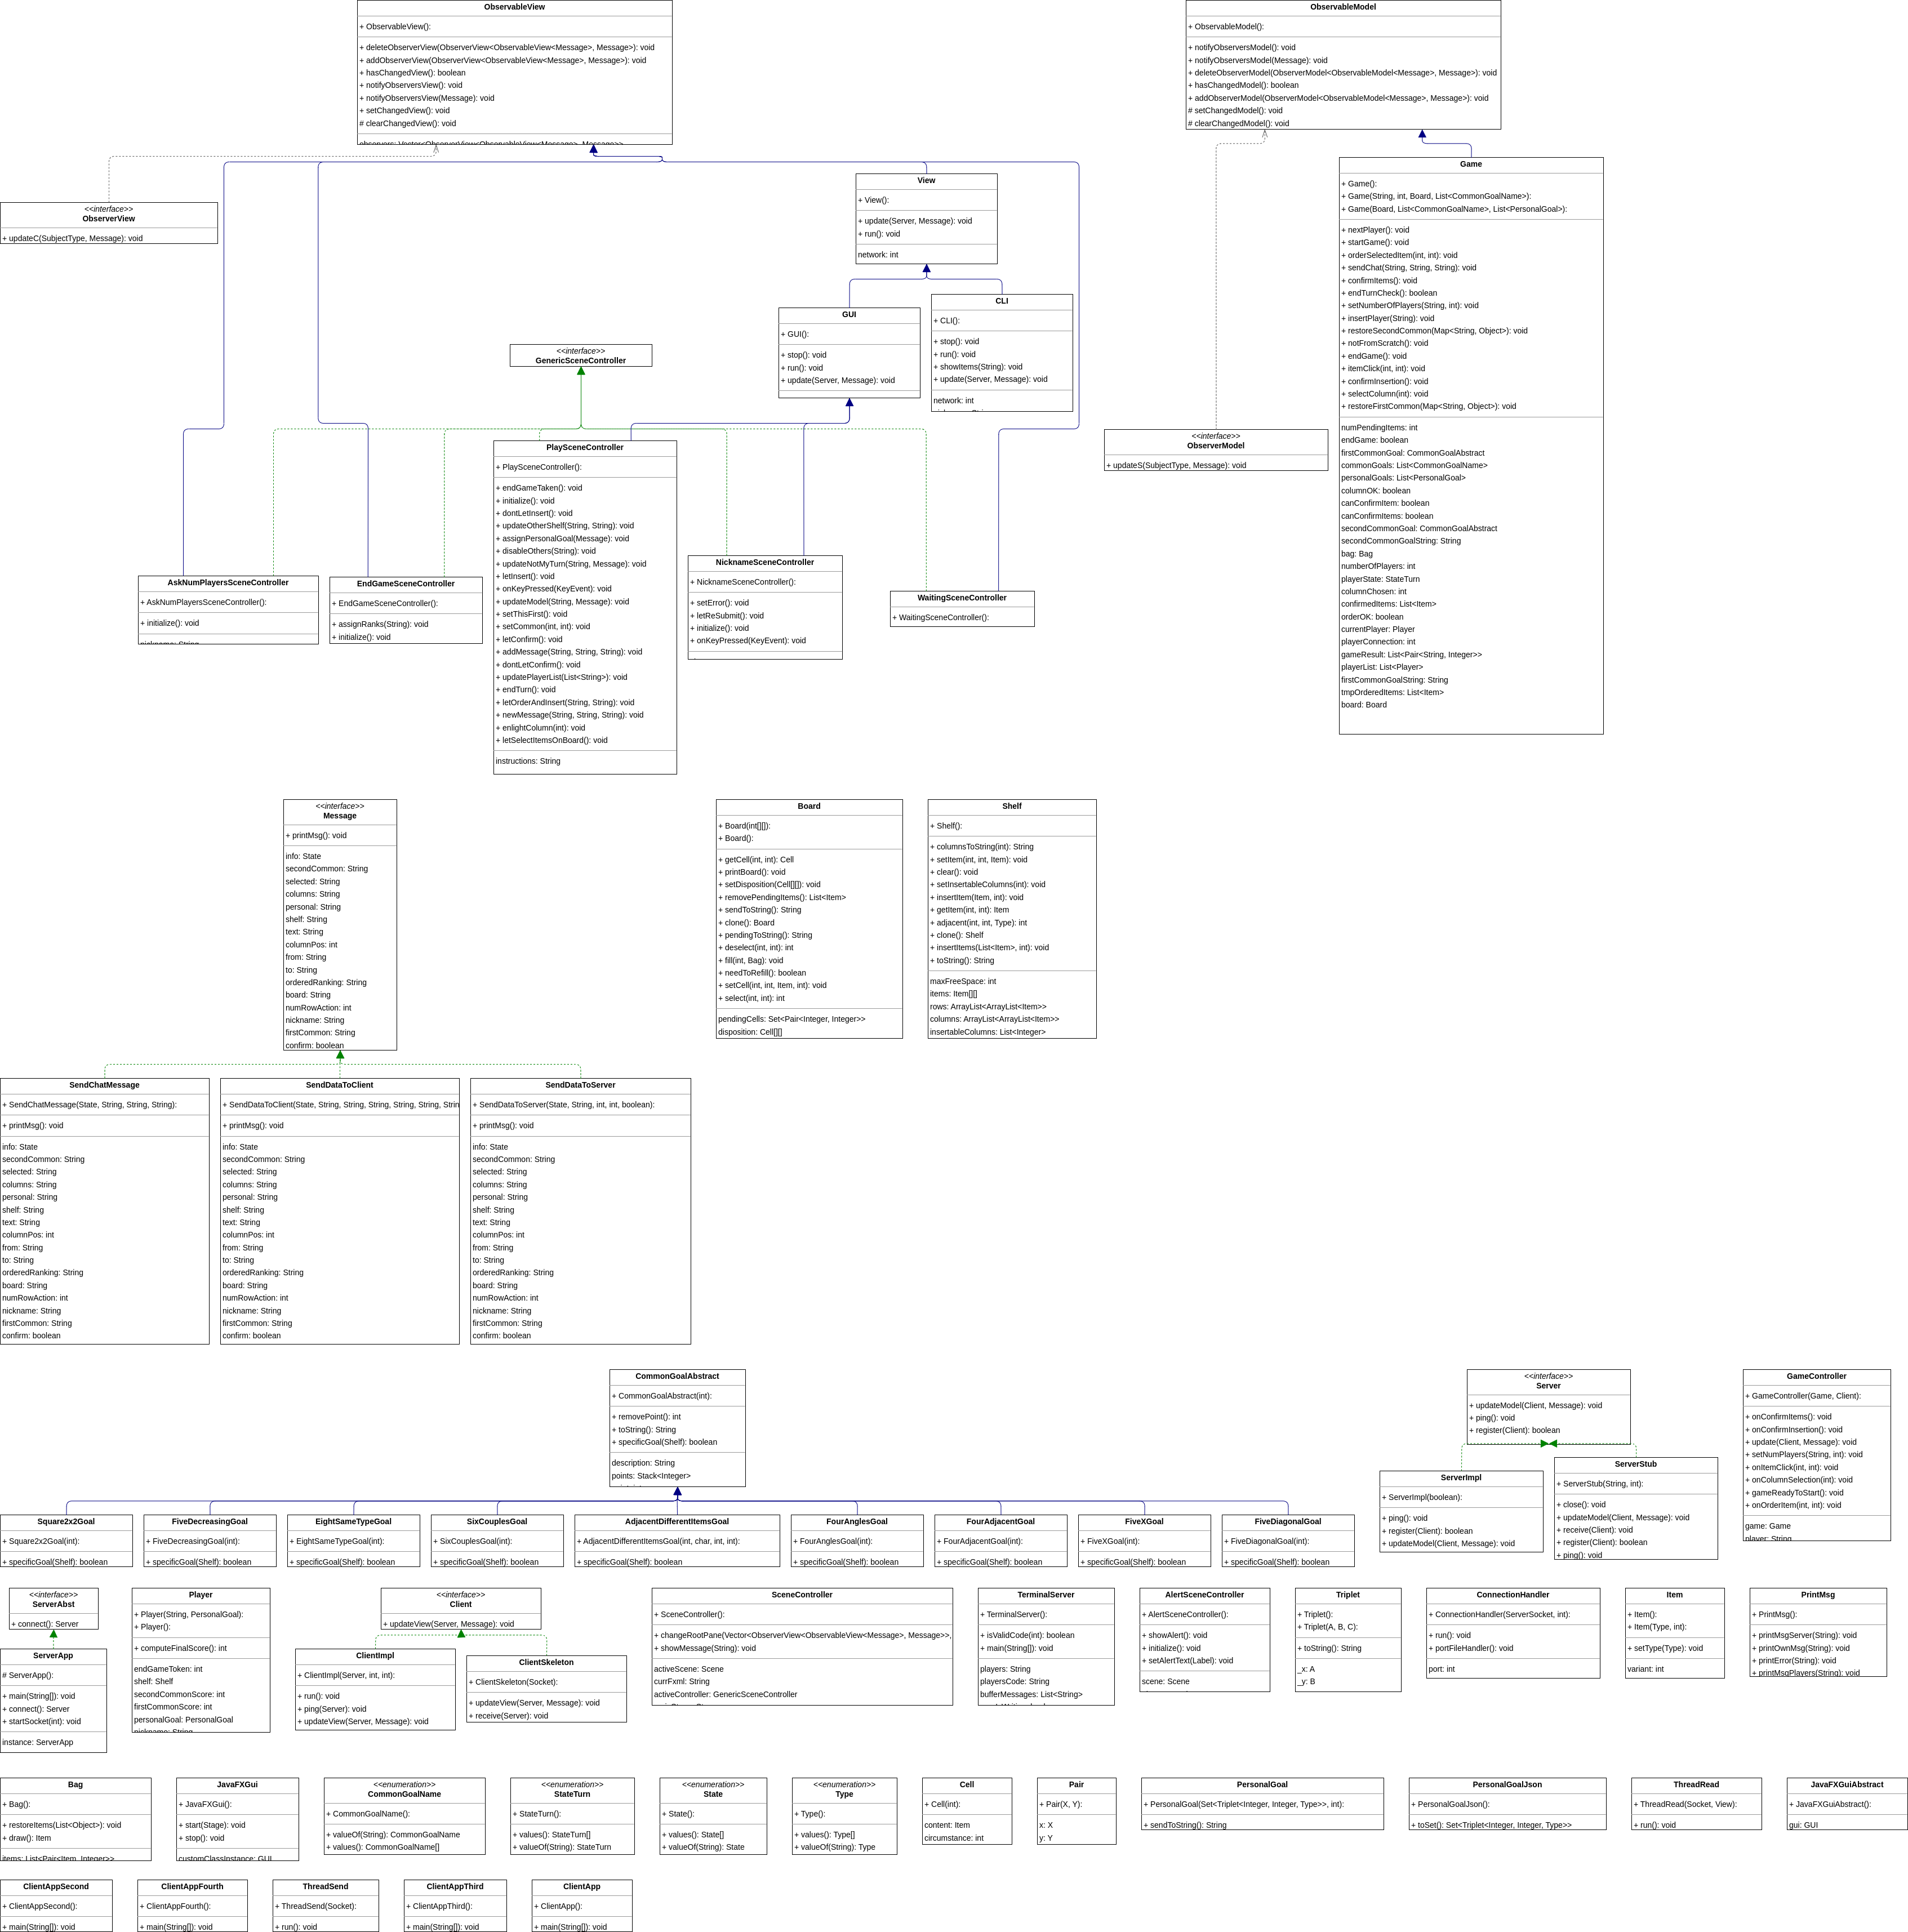 ObservableView
+ ObservableView():
+ deleteObserverView(ObserverView<ObservableView<Message>, Message>): void
+ addObserverView(ObserverView<ObservableView<Message>, Message>): void
+ hasChangedView(): boolean
+ notifyObserversView(): void
+ notifyObserversView(Message): void
+ setChangedView(): void
# clearChangedView(): void
observers: Vector<ObserverView<ObservableView<Message>, Message>>
ObservableModel
+ ObservableModel():
+ notifyObserversModel(): void
+ notifyObserversModel(Message): void
+ deleteObserverModel(ObserverModel<ObservableModel<Message>, Message>): void
+ hasChangedModel(): boolean
+ addObserverModel(ObserverModel<ObservableModel<Message>, Message>): void
# setChangedModel(): void
# clearChangedModel(): void
<<interface>>
ObserverView
+ updateC(SubjectType, Message): void
View
+ View():
+ update(Server, Message): void
+ run(): void
network: int
Game
+ Game():
+ Game(String, int, Board, List<CommonGoalName>):
+ Game(Board, List<CommonGoalName>, List<PersonalGoal>):
+ nextPlayer(): void
+ startGame(): void
+ orderSelectedItem(int, int): void
+ sendChat(String, String, String): void
+ confirmItems(): void
+ endTurnCheck(): boolean
+ setNumberOfPlayers(String, int): void
+ insertPlayer(String): void
+ restoreSecondCommon(Map<String, Object>): void
+ notFromScratch(): void
+ endGame(): void
+ itemClick(int, int): void
+ confirmInsertion(): void
+ selectColumn(int): void
+ restoreFirstCommon(Map<String, Object>): void
numPendingItems: int
endGame: boolean
firstCommonGoal: CommonGoalAbstract
commonGoals: List<CommonGoalName>
personalGoals: List<PersonalGoal>
columnOK: boolean
canConfirmItem: boolean
canConfirmItems: boolean
secondCommonGoal: CommonGoalAbstract
secondCommonGoalString: String
bag: Bag
numberOfPlayers: int
playerState: StateTurn
columnChosen: int
confirmedItems: List<Item>
orderOK: boolean
currentPlayer: Player
playerConnection: int
gameResult: List<Pair<String, Integer>>
playerList: List<Player>
firstCommonGoalString: String
tmpOrderedItems: List<Item>
board: Board
GUI
+ GUI():
+ stop(): void
+ run(): void
+ update(Server, Message): void
CLI
+ CLI():
+ stop(): void
+ run(): void
+ showItems(String): void
+ update(Server, Message): void
network: int
<<interface>>
GenericSceneController
<<interface>>
ObserverModel
+ updateS(SubjectType, Message): void
PlaySceneController
+ PlaySceneController():
+ endGameTaken(): void
+ initialize(): void
+ dontLetInsert(): void
+ updateOtherShelf(String, String): void
+ assignPersonalGoal(Message): void
+ disableOthers(String): void
+ updateNotMyTurn(String, Message): void
+ letInsert(): void
+ onKeyPressed(KeyEvent): void
+ updateModel(String, Message): void
+ setThisFirst(): void
+ setCommon(int, int): void
+ letConfirm(): void
+ addMessage(String, String, String): void
+ dontLetConfirm(): void
+ updatePlayerList(List<String>): void
+ endTurn(): void
+ letOrderAndInsert(String, String): void
+ newMessage(String, String, String): void
+ enlightColumn(int): void
+ letSelectItemsOnBoard(): void
instructions: String
AskNumPlayersSceneController
+ AskNumPlayersSceneController():
+ initialize(): void
nickname: String
EndGameSceneController
+ EndGameSceneController():
+ assignRanks(String): void
+ initialize(): void
NicknameSceneController
+ NicknameSceneController():
+ setError(): void
+ letReSubmit(): void
+ initialize(): void
+ onKeyPressed(KeyEvent): void
WaitingSceneController
+ WaitingSceneController():
<<interface>>
Message
+ printMsg(): void
info: State
secondCommon: String
selected: String
columns: String
personal: String
shelf: String
text: String
columnPos: int
from: String
to: String
orderedRanking: String
board: String
numRowAction: int
nickname: String
firstCommon: String
confirm: boolean
Board
+ Board(int[][]):
+ Board():
+ getCell(int, int): Cell
+ printBoard(): void
+ setDisposition(Cell[][]): void
+ removePendingItems(): List<Item>
+ sendToString(): String
+ clone(): Board
+ pendingToString(): String
+ deselect(int, int): int
+ fill(int, Bag): void
+ needToRefill(): boolean
+ setCell(int, int, Item, int): void
+ select(int, int): int
pendingCells: Set<Pair<Integer, Integer>>
disposition: Cell[][]
Shelf
+ Shelf():
+ columnsToString(int): String
+ setItem(int, int, Item): void
+ clear(): void
+ setInsertableColumns(int): void
+ insertItem(Item, int): void
+ getItem(int, int): Item
+ adjacent(int, int, Type): int
+ clone(): Shelf
+ insertItems(List<Item>, int): void
+ toString(): String
maxFreeSpace: int
items: Item[][]
rows: ArrayList<ArrayList<Item>>
columns: ArrayList<ArrayList<Item>>
insertableColumns: List<Integer>
SendChatMessage
+ SendChatMessage(State, String, String, String):
+ printMsg(): void
info: State
secondCommon: String
selected: String
columns: String
personal: String
shelf: String
text: String
columnPos: int
from: String
to: String
orderedRanking: String
board: String
numRowAction: int
nickname: String
firstCommon: String
confirm: boolean
SendDataToClient
+ SendDataToClient(State, String, String, String, String, String, Strin
+ printMsg(): void
info: State
secondCommon: String
selected: String
columns: String
personal: String
shelf: String
text: String
columnPos: int
from: String
to: String
orderedRanking: String
board: String
numRowAction: int
nickname: String
firstCommon: String
confirm: boolean
SendDataToServer
+ SendDataToServer(State, String, int, int, boolean):
+ printMsg(): void
info: State
secondCommon: String
selected: String
columns: String
personal: String
shelf: String
text: String
columnPos: int
from: String
to: String
orderedRanking: String
board: String
numRowAction: int
nickname: String
firstCommon: String
confirm: boolean
CommonGoalAbstract
+ CommonGoalAbstract(int):
+ removePoint(): int
+ toString(): String
+ specificGoal(Shelf): boolean
description: String
points: Stack<Integer>
<<interface>>
Server
+ updateModel(Client, Message): void
+ ping(): void
+ register(Client): boolean
GameController
+ GameController(Game, Client):
+ onConfirmItems(): void
+ onConfirmInsertion(): void
+ update(Client, Message): void
+ setNumPlayers(String, int): void
+ onItemClick(int, int): void
+ onColumnSelection(int): void
+ gameReadyToStart(): void
+ onOrderItem(int, int): void
game: Game
player: String
ServerImpl
+ ServerImpl(boolean):
+ ping(): void
+ register(Client): boolean
+ updateModel(Client, Message): void
ServerStub
+ ServerStub(String, int):
+ close(): void
+ updateModel(Client, Message): void
+ receive(Client): void
+ register(Client): boolean
+ ping(): void
Square2x2Goal
+ Square2x2Goal(int):
+ specificGoal(Shelf): boolean
FiveDecreasingGoal
+ FiveDecreasingGoal(int):
+ specificGoal(Shelf): boolean
EightSameTypeGoal
+ EightSameTypeGoal(int):
+ specificGoal(Shelf): boolean
SixCouplesGoal
+ SixCouplesGoal(int):
+ specificGoal(Shelf): boolean
AdjacentDifferentItemsGoal
+ AdjacentDifferentItemsGoal(int, char, int, int):
+ specificGoal(Shelf): boolean
FourAnglesGoal
+ FourAnglesGoal(int):
+ specificGoal(Shelf): boolean
FourAdjacentGoal
+ FourAdjacentGoal(int):
+ specificGoal(Shelf): boolean
FiveXGoal
+ FiveXGoal(int):
+ specificGoal(Shelf): boolean
FiveDiagonalGoal
+ FiveDiagonalGoal(int):
+ specificGoal(Shelf): boolean
<<interface>>
ServerAbst
+ connect(): Server
ServerApp
# ServerApp():
+ main(String[]): void
+ connect(): Server
+ startSocket(int): void
instance: ServerApp
Player
+ Player(String, PersonalGoal):
+ Player():
+ computeFinalScore(): int
endGameToken: int
shelf: Shelf
secondCommonScore: int
firstCommonScore: int
personalGoal: PersonalGoal
nickname: String
<<interface>>
Client
+ updateView(Server, Message): void
ClientImpl
+ ClientImpl(Server, int, int):
+ run(): void
+ ping(Server): void
+ updateView(Server, Message): void
ClientSkeleton
+ ClientSkeleton(Socket):
+ updateView(Server, Message): void
+ receive(Server): void
SceneController
+ SceneController():
+ changeRootPane(Vector<ObserverView<ObservableView<Message>, Message>>,
+ showMessage(String): void
activeScene: Scene
currFxml: String
activeController: GenericSceneController
TerminalServer
+ TerminalServer():
+ isValidCode(int): boolean
+ main(String[]): void
players: String
playersCode: String
bufferMessages: List<String>
AlertSceneController
+ AlertSceneController():
+ showAlert(): void
+ initialize(): void
+ setAlertText(Label): void
scene: Scene
Triplet
+ Triplet():
+ Triplet(A, B, C):
+ toString(): String
_x: A
_y: B
ConnectionHandler
+ ConnectionHandler(ServerSocket, int):
+ run(): void
+ portFileHandler(): void
port: int
Item
+ Item():
+ Item(Type, int):
+ setType(Type): void
variant: int
PrintMsg
+ PrintMsg():
+ printMsgServer(String): void
+ printOwnMsg(String): void
+ printError(String): void
+ printMsgPlayers(String): void
Bag
+ Bag():
+ restoreItems(List<Object>): void
+ draw(): Item
items: List<Pair<Item, Integer>>
JavaFXGui
+ JavaFXGui():
+ start(Stage): void
+ stop(): void
customClassInstance: GUI
<<enumeration>>
CommonGoalName
+ CommonGoalName():
+ valueOf(String): CommonGoalName
+ values(): CommonGoalName[]
<<enumeration>>
StateTurn
+ StateTurn():
+ values(): StateTurn[]
+ valueOf(String): StateTurn
<<enumeration>>
State
+ State():
+ values(): State[]
+ valueOf(String): State
<<enumeration>>
Type
+ Type():
+ values(): Type[]
+ valueOf(String): Type
Cell
+ Cell(int):
content: Item
circumstance: int
Pair
+ Pair(X, Y):
x: X
y: Y
PersonalGoal
+ PersonalGoal(Set<Triplet<Integer, Integer, Type>>, int):
+ sendToString(): String
PersonalGoalJson
+ PersonalGoalJson():
+ toSet(): Set<Triplet<Integer, Integer, Type>>
ThreadRead
+ ThreadRead(Socket, View):
+ run(): void
JavaFXGuiAbstract
+ JavaFXGuiAbstract():
gui: GUI
ClientAppSecond
+ ClientAppSecond():
+ main(String[]): void
ClientAppFourth
+ ClientAppFourth():
+ main(String[]): void
ThreadSend
+ ThreadSend(Socket):
+ run(): void
ClientAppThird
+ ClientAppThird():
+ main(String[]): void
ClientApp
+ ClientApp():
+ main(String[]): void